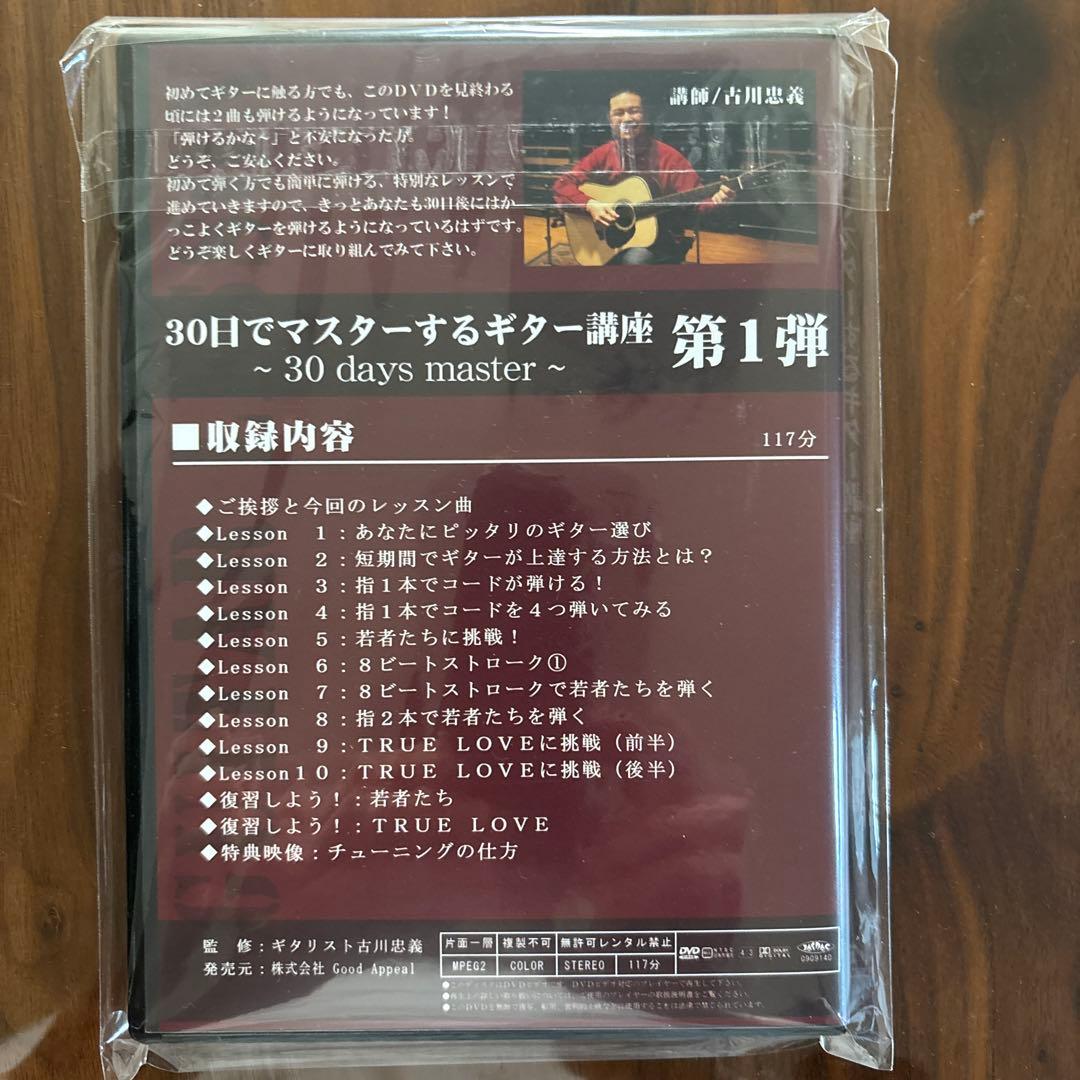 初めてギターに触る方でも、このDVDを見終わる
頃には2曲も弾けるようになっています！
「弾けるかな～」と不安になった方。
どうぞ、ご安心ください。
初めて弾く方でも簡単に弾ける、特別なレッスンで
進めていきますので、きっとあなたも30日後にはか
っこよくギターを弾けるようになっているはずです。
どうぞ楽しくギターに取り組んでみて下さい。
講師/古川忠義
30日でマスターするギター講座 第1弾
~ 30 days master ~
■収録内容 117分
◆ご挨拶と今回のレッスン曲
◆Lesson 1：あなたにピッタリのギター選び
◆Lesson 2：短期間でギターが上達する方法とは？
◆Lesson 3：指1本でコードが弾ける！
◆Lesson 4：指1本でコードを4つ弾いてみる
◆Lesson 5：若者たちに挑戦！
◆Lesson 6：8ビートストローク①
◆Lesson 7：8ビートストロークで若者たちを弾く
◆Lesson 8：指2本で若者たちを弾く
◆Lesson 9：TRUE LOVEに挑戦（前半）
◆Lesson10：TRUE LOVEに挑戦（後半）
◆復習しよう！：若者たち
◆復習しよう！：TRUE LOVE
◆特典映像：チューニングの仕方
監 修：ギタリスト古川忠義
発売元：株式会社 Good Appeal
片面一層 複製不可 無許可レンタル禁止
MPEG2 COLOR STEREO 117分
DVD 4:3 DOLBY DIGITAL
0909140